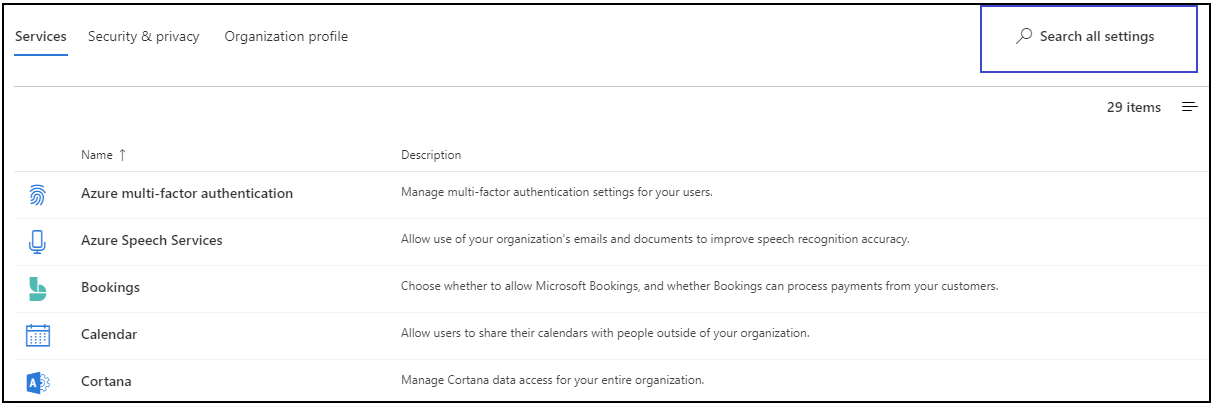 Services Security & privacy Organization profile Search all settings
29 items
Name ↑ Description
Azure multi-factor authentication Manage multi-factor authentication settings for your users.
Azure Speech Services Allow use of your organization's emails and documents to improve speech recognition accuracy.
Bookings Choose whether to allow Microsoft Bookings, and whether Bookings can process payments from your customers.
Calendar Allow users to share their calendars with people outside of your organization.
Cortana Manage Cortana data access for your entire organization.